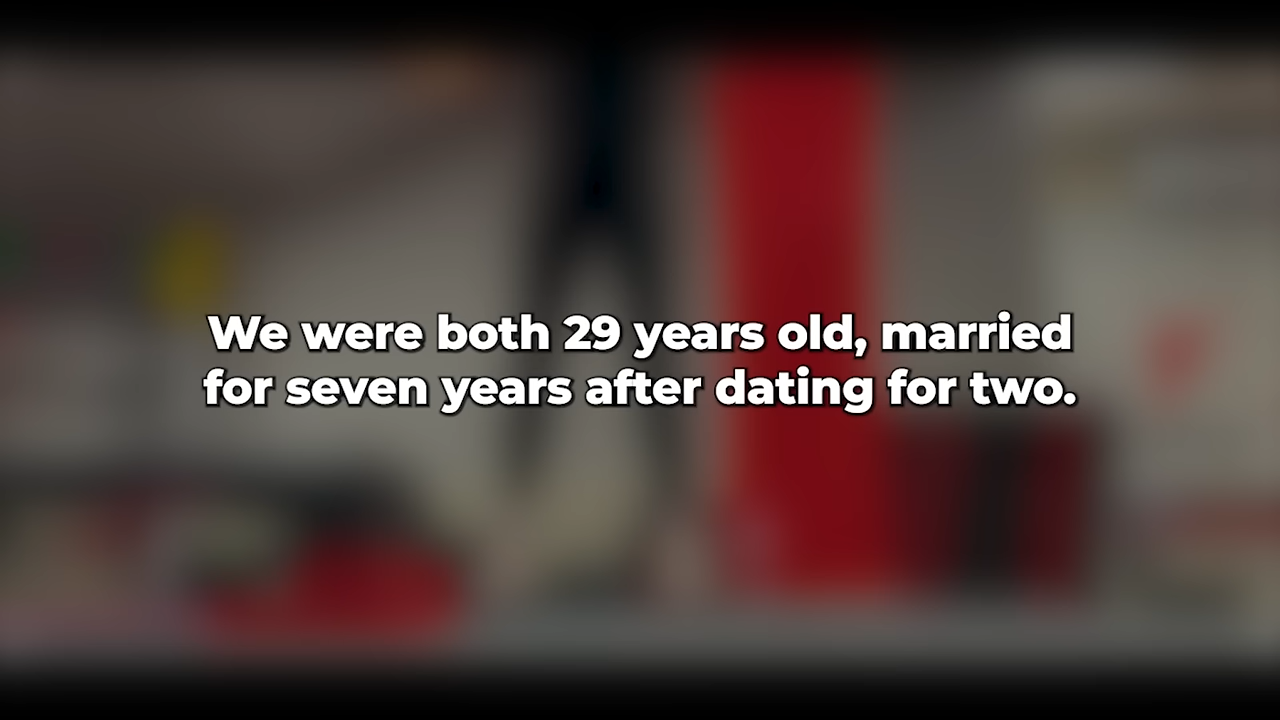 We were both 29 years old, married
for seven years after dating for two.